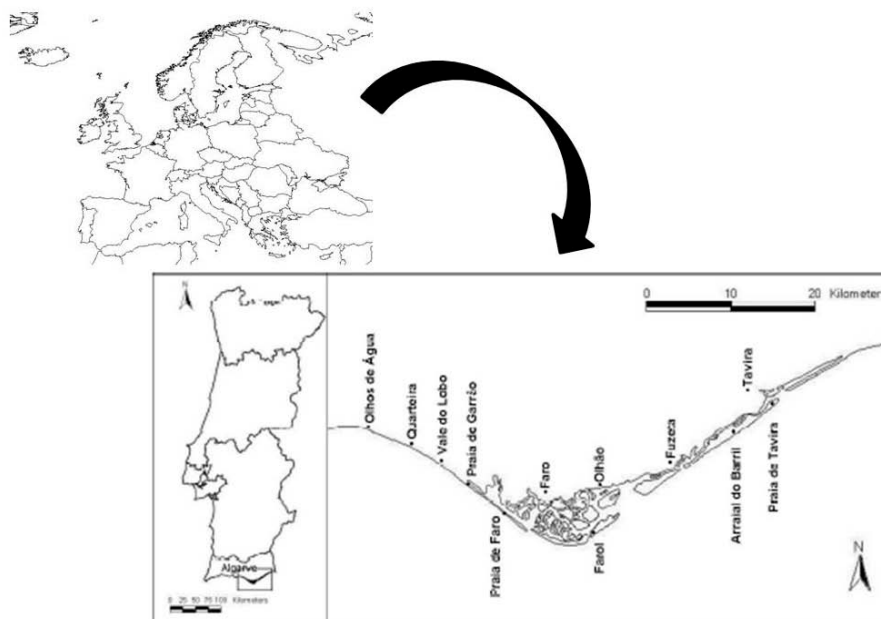 N
Algarve
0 25 50 75 100 Kilometers
0 10 20 Kilometer
Olhos de Água
Quarteira
Vale do Lobo
Praia de Garrão
Praia de Faro
Faro
Olhão
Farol
Fuzeta
Arraial do Barril
Tavira
Praia de Tavira
N